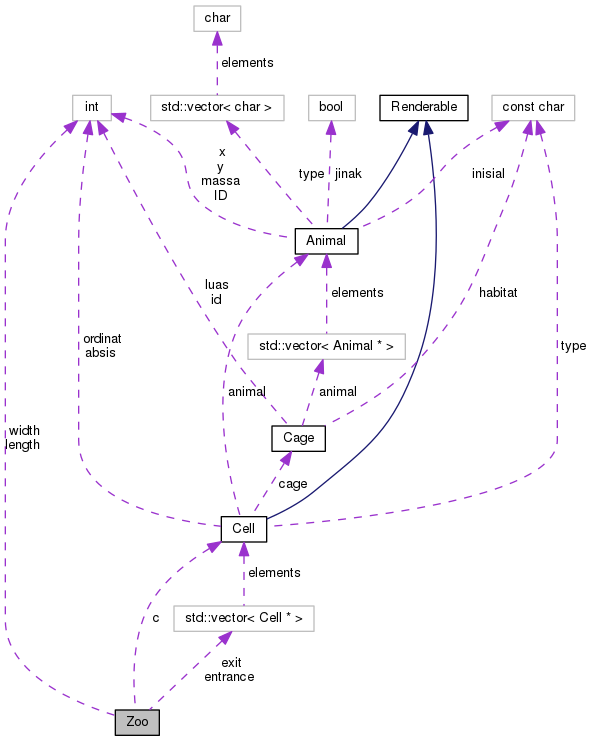 char
elements
int
std::vector< char >
bool
Renderable
const char
x
y
massa
ID
type
jinak
inisial
Animal
luas
id
elements
habitat
ordinat
absis
std::vector< Animal * >
type
animal
animal
width
length
Cage
cage
Cell
elements
c
std::vector< Cell * >
exit
entrance
Zoo